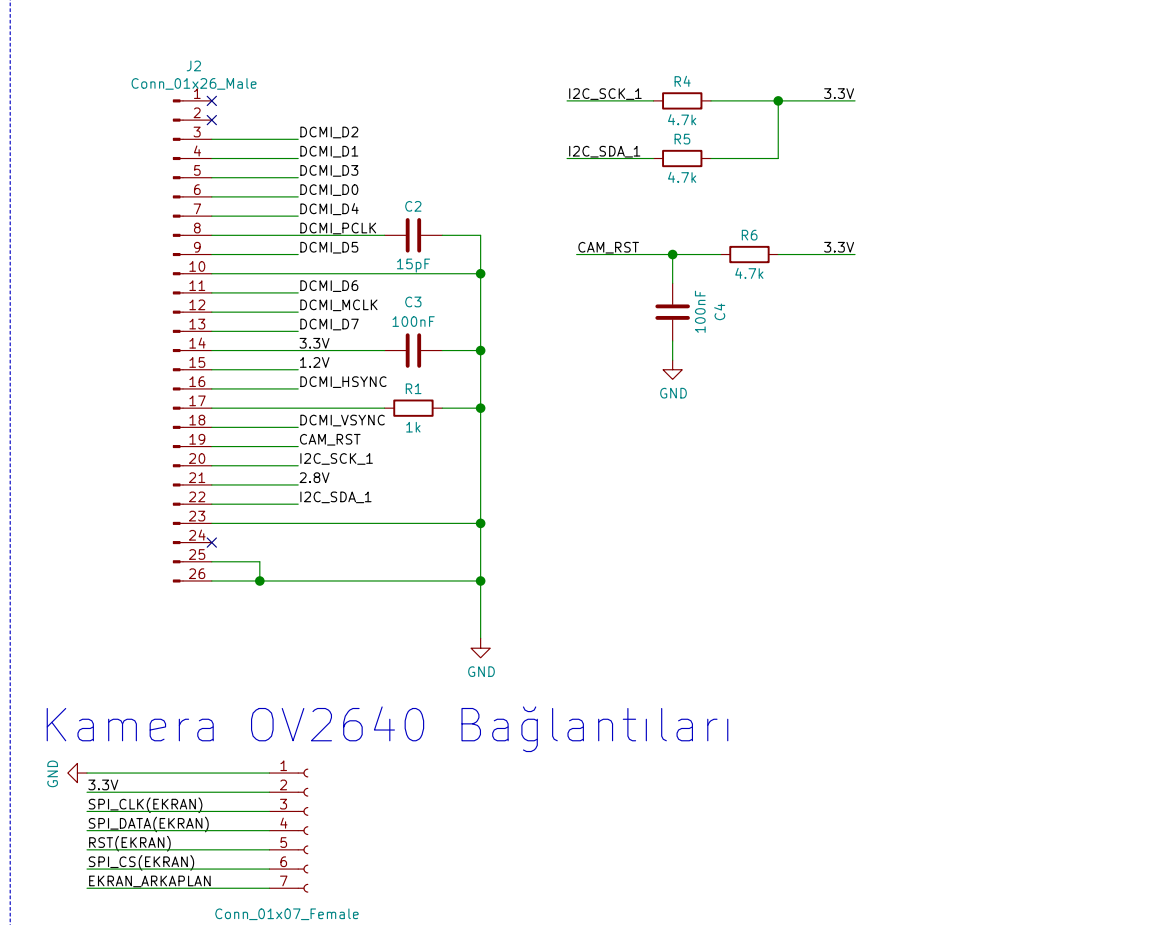 J2
Conn_01x26_Male
1
2
3 DCMI_D2
4 DCMI_D1
5 DCMI_D3
6 DCMI_D0
7 DCMI_D4
8 DCMI_PCLK
9 DCMI_D5
10
11 DCMI_D6
12 DCMI_MCLK
13 DCMI_D7
14 3.3V
15 1.2V
16 DCMI_HSYNC
17
18 DCMI_VSYNC
19 CAM_RST
20 I2C_SCK_1
21 2.8V
22 I2C_SDA_1
23
24
25
26
C2
15pF
C3
100nF
R1
1k
GND
R4
I2C_SCK_1 3.3V
4.7k
R5
I2C_SDA_1
4.7k
R6
CAM_RST 3.3V
4.7k
100nF
C4
GND
Kamera OV2640 Bağlantıları
GND
1
3.3V 2
SPI_CLK(EKRAN) 3
SPI_DATA(EKRAN) 4
RST(EKRAN) 5
SPI_CS(EKRAN) 6
EKRAN_ARKAPLAN 7
Conn_01x07_Female